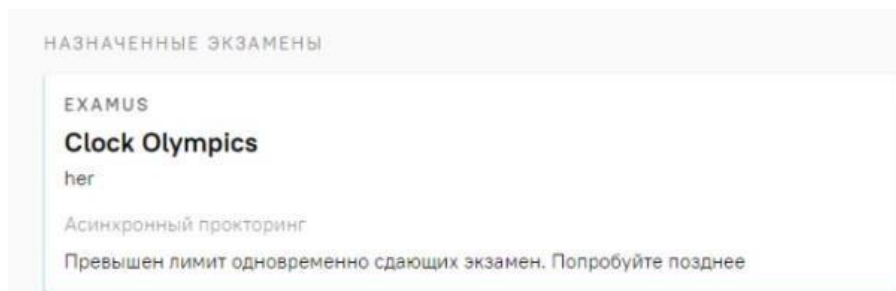 НАЗНАЧЕННЫЕ ЭКЗАМЕНЫ
EXAMUS
Clock Olympics
her
Асинхронный прокторинг
Превышен лимит одновременно сдающих экзамен. Попробуйте позднее